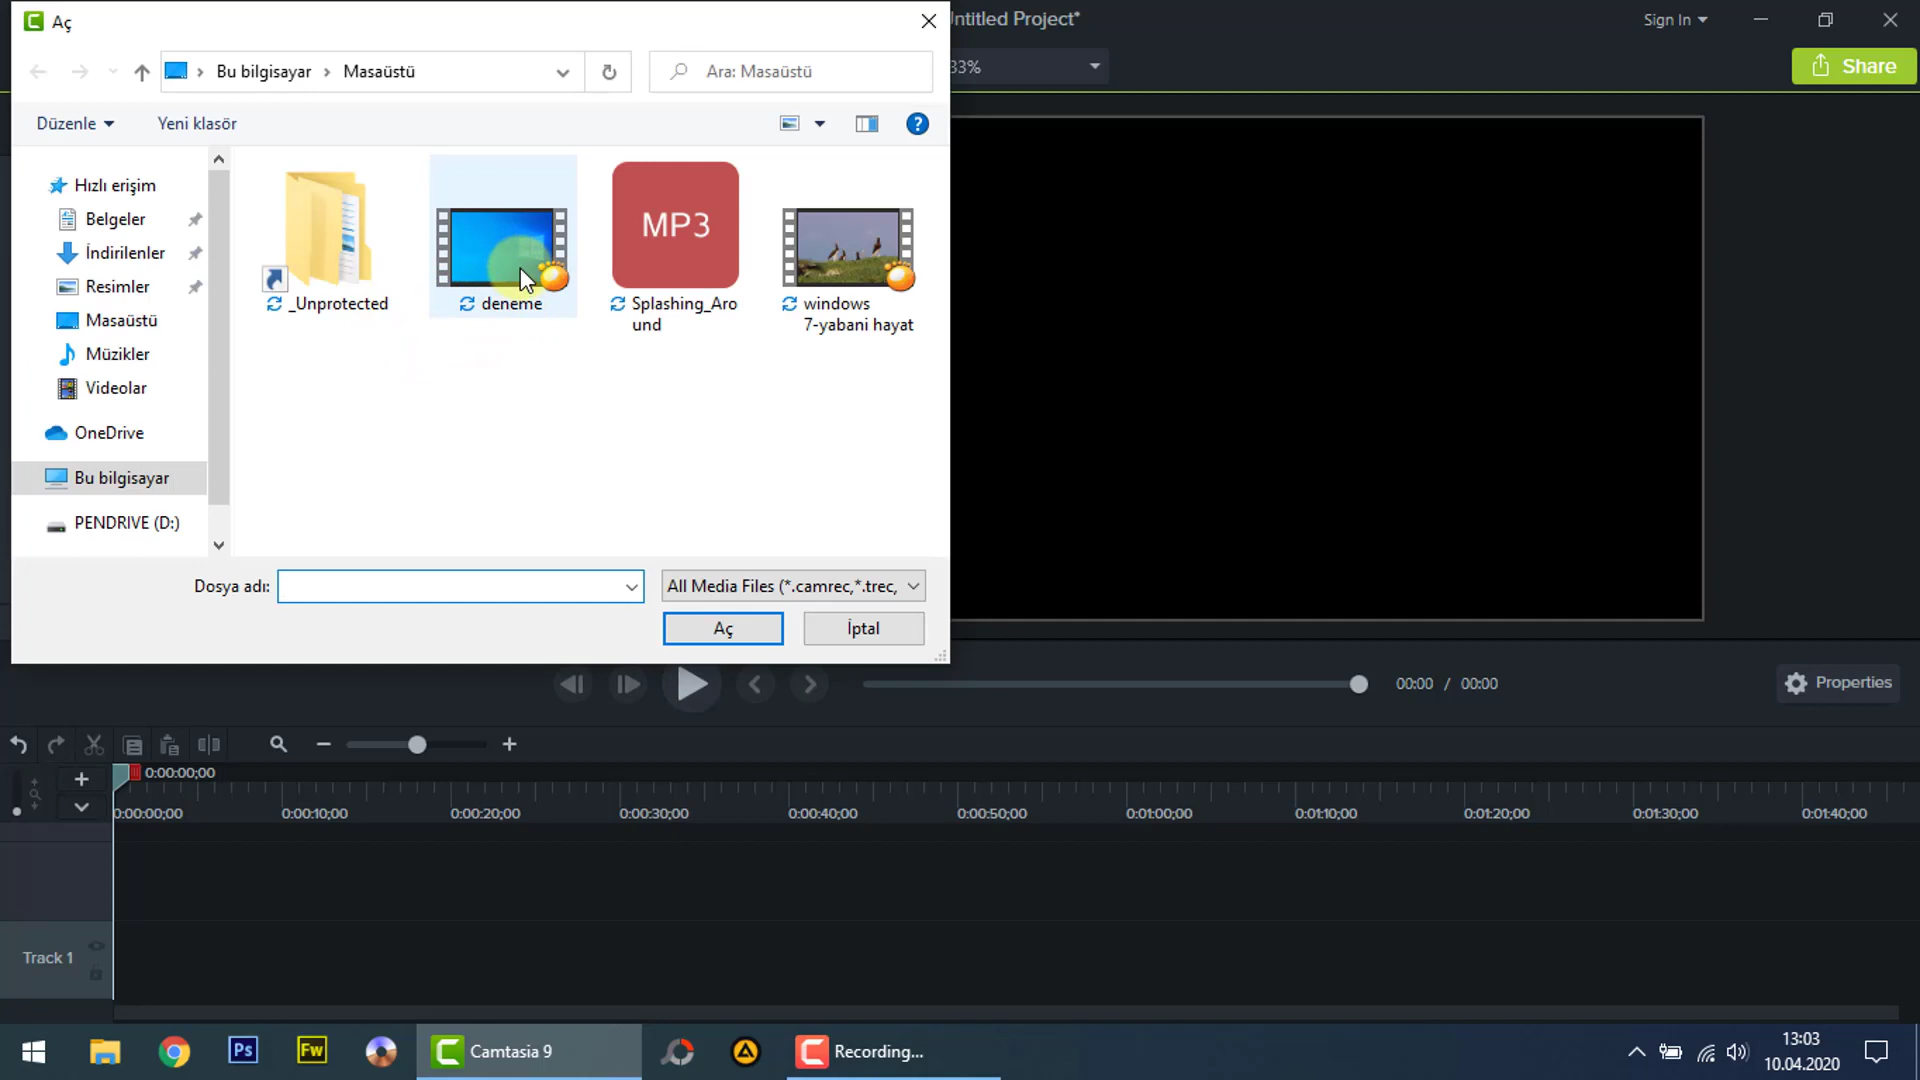 Aç
Untitled Project*
Sign In
Bu bilgisayar
Masaüstü
Ara: Masaüstü
33%
Share
Düzenle
Yeni klasör
Hızlı erişim
Belgeler
İndirilenler
Resimler
Masaüstü
Müzikler
Videolar
OneDrive
Bu bilgisayar
PENDRIVE (D:)
MP3
_Unprotected
deneme
Splashing_Aro
und
windows
7-yabani hayat
Dosya adı:
All Media Files (*.camrec,*.trec,
Aç
İptal
00:00 / 00:00
Properties
0:00:00;00
0:00:00;00
0:00:10;00
0:00:20;00
0:00:30;00
0:00:40;00
0:00:50;00
0:01:00;00
0:01:10;00
0:01:20;00
0:01:30;00
0:01:40;00
Track 1
Ps
Fw
Camtasia 9
Recording...
13:03
10.04.2020